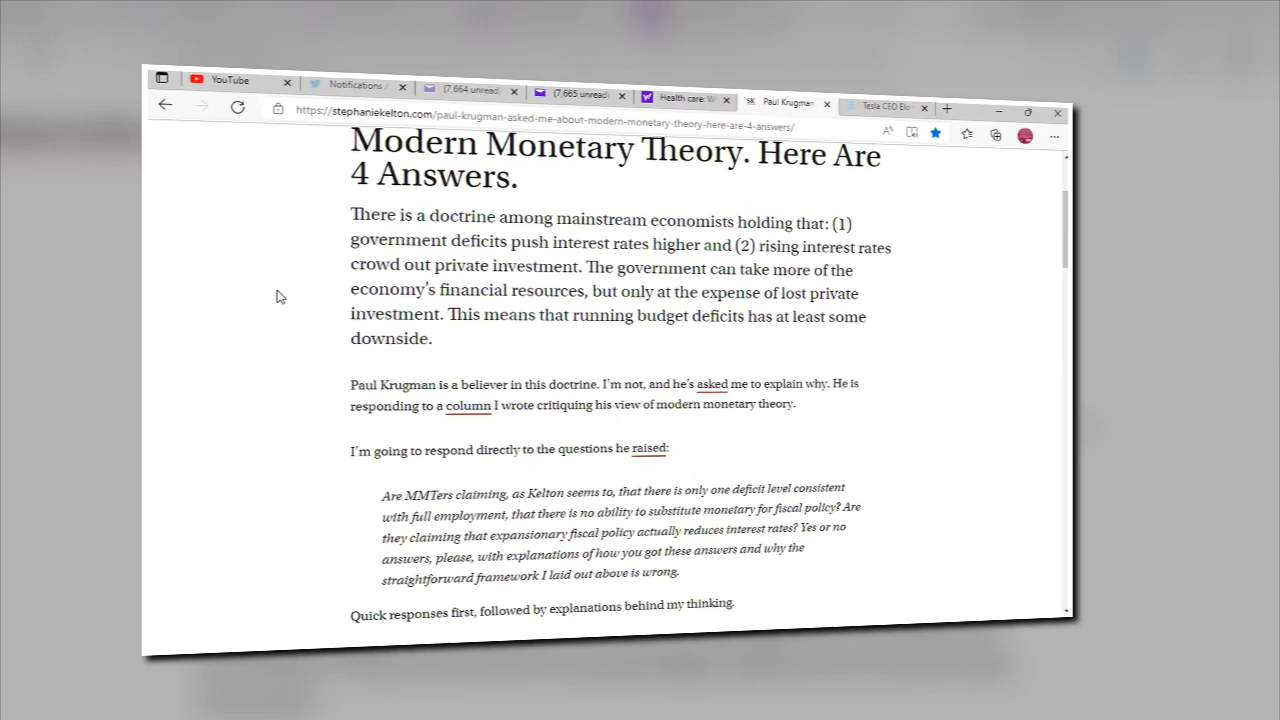 YouTube
Notifications /
(7,664 unread)
(7,665 unread)
Health care: W
SK Paul Krugman
Tesla CEO Elon
https://stephaniekelton.com/paul-krugman-asked-me-about-modern-monetary-theory-here-are-4-answers/
Modern Monetary Theory. Here Are
4 Answers.
There is a doctrine among mainstream economists holding that: (1)
government deficits push interest rates higher and (2) rising interest rates
crowd out private investment. The government can take more of the
economy's financial resources, but only at the expense of lost private
investment. This means that running budget deficits has at least some
downside.
Paul Krugman is a believer in this doctrine. I'm not, and he's asked me to explain why. He is
responding to a column I wrote critiquing his view of modern monetary theory.
I'm going to respond directly to the questions he raised:
Are MMTers claiming, as Kelton seems to, that there is only one deficit level consistent
with full employment, that there is no ability to substitute monetary for fiscal policy? Are
they claiming that expansionary fiscal policy actually reduces interest rates? Yes or no
answers, please, with explanations of how you got these answers and why the
straightforward framework I laid out above is wrong.
Quick responses first, followed by explanations behind my thinking.